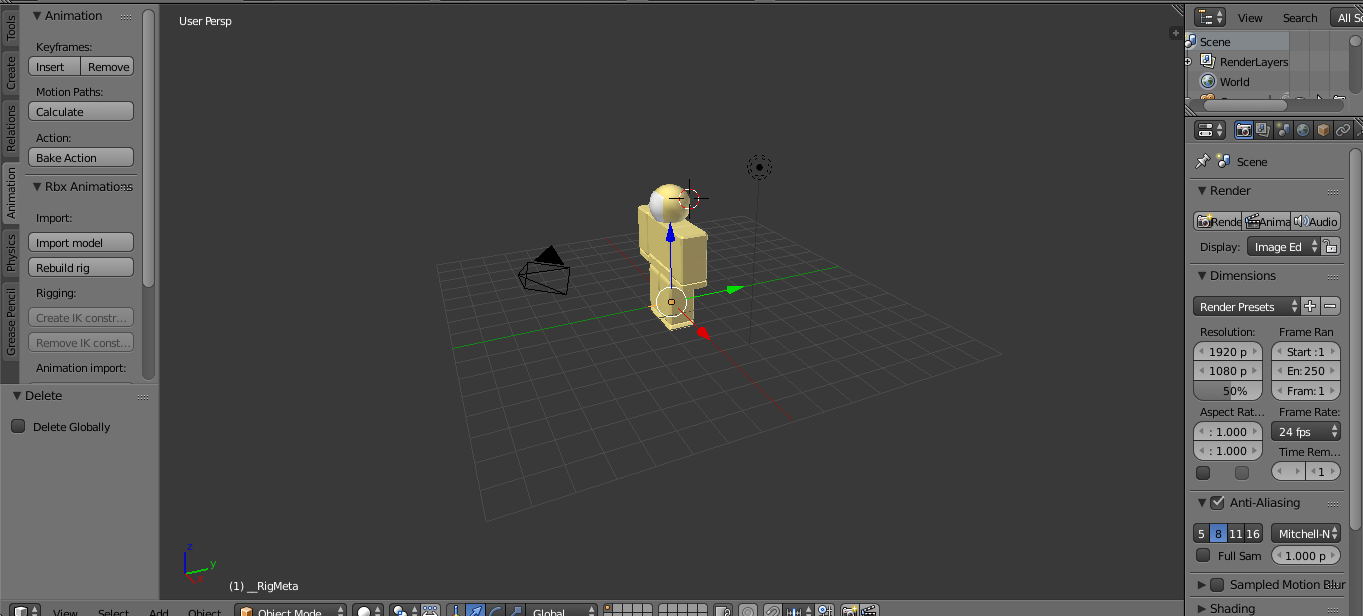 Tools
Create
Relations
Animation
Physics
Grease Pencil
Animation
Keyframes:
Insert Remove
Motion Paths:
Calculate
Action:
Bake Action
Rbx Animations
Import:
Import model
Rebuild rig
Rigging:
Create IK constr...
Remove IK const...
Animation import:
Delete
Delete Globally
User Persp
z
y
x
(1) __RigMeta
View Select Add Object Object Mode Global
View Search All Sc
Scene
RenderLayers
World
Scene
Render
Rende Anima Audio
Display: Image Ed
Dimensions
Render Presets
Resolution: Frame Ran
1920 p Start :1
1080 p En: 250
50% Fram: 1
Aspect Rat... Frame Rate:
: 1.000 24 fps
: 1.000 Time Rem...
1
Anti-Aliasing
5 8 11 16 Mitchell-N
Full Sam 1.000 p
Sampled Motion Blur
Shading